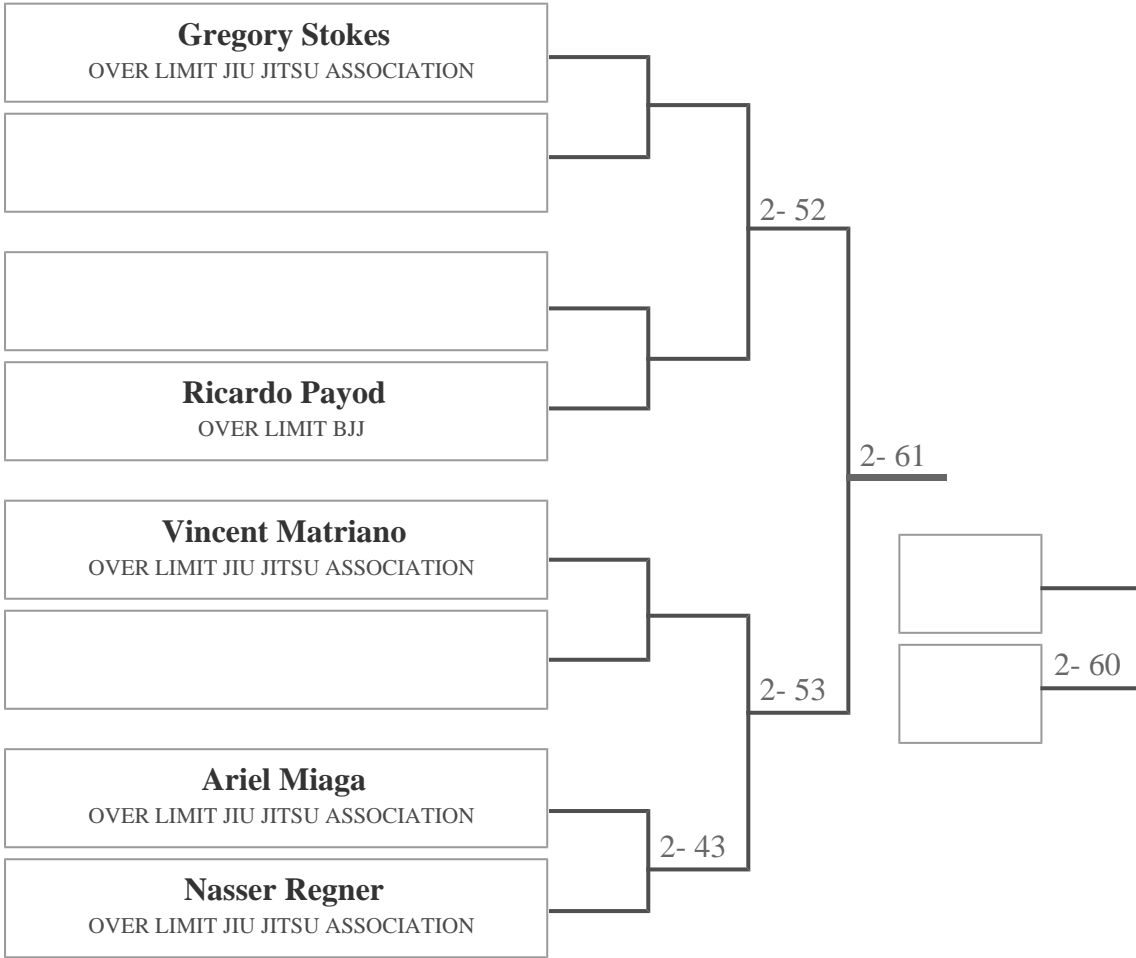 Gregory Stokes
OVER LIMIT JIU JITSU ASSOCIATION
2- 52
Ricardo Payod
OVER LIMIT BJJ
2- 61
Vincent Matriano
OVER LIMIT JIU JITSU ASSOCIATION
2- 60
2- 53
Ariel Miaga
OVER LIMIT JIU JITSU ASSOCIATION
2- 43
Nasser Regner
OVER LIMIT JIU JITSU ASSOCIATION